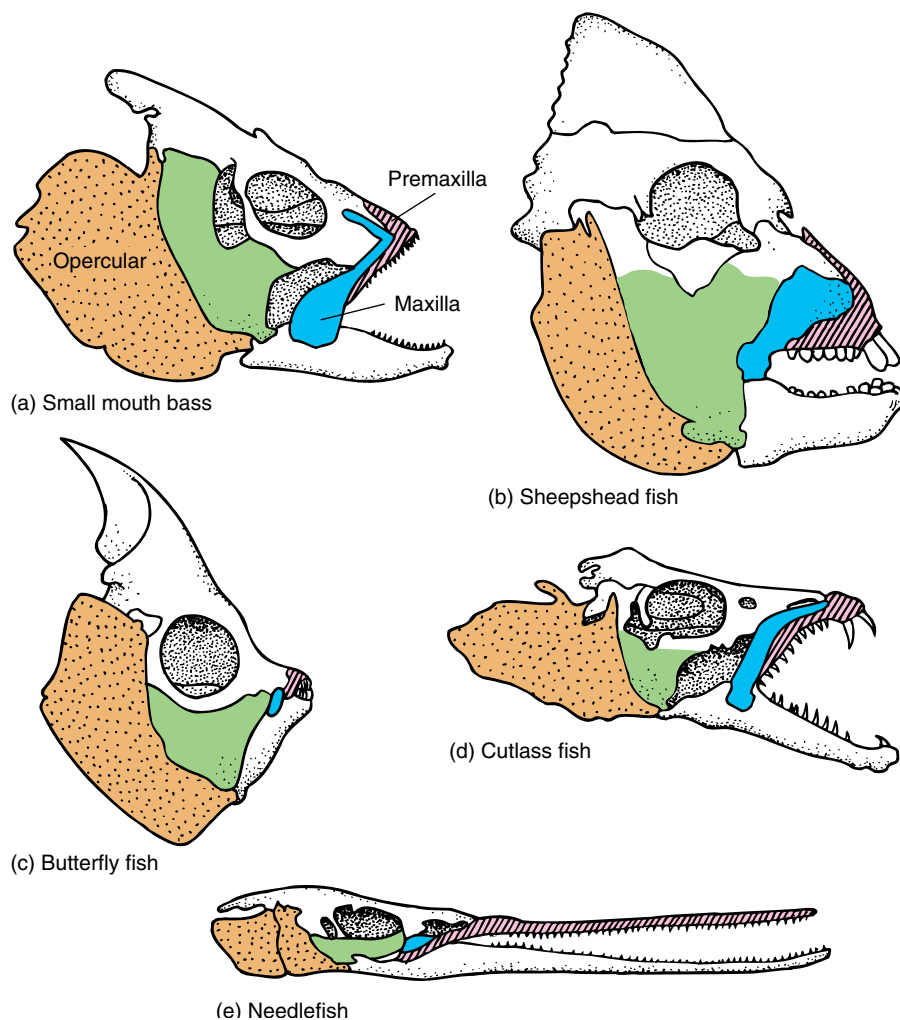 Premaxilla
Opercular
Maxilla
(a) Small mouth bass
(b) Sheepshead fish
(c) Butterfly fish
(d) Cutlass fish
(e) Needlefish